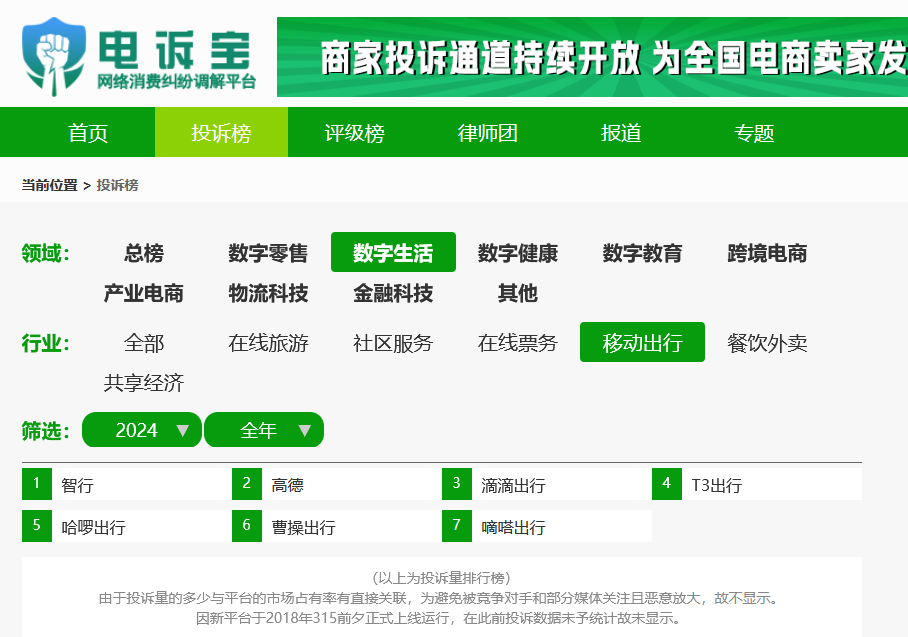 电诉宝
网络消费纠纷调解平台
商家投诉通道持续开放 为全国电商卖家发
首页 投诉榜 评级榜 律师团 报道 专题
当前位置 > 投诉榜
领域： 总榜 数字零售 数字生活 数字健康 数字教育 跨境电商
产业电商 物流科技 金融科技 其他
行业： 全部 在线旅游 社区服务 在线票务 移动出行 餐饮外卖
共享经济
筛选： 2024 ▼ 全年 ▼
1 智行 2 高德 3 滴滴出行 4 T3出行
5 哈啰出行 6 曹操出行 7 嘀嗒出行
（以上为投诉量排行榜）
由于投诉量的多少与平台的市场占有率有直接关联，为避免被竞争对手和部分媒体关注且恶意放大，故不显示。
因新平台于2018年315前夕正式上线运行，在此前投诉数据未予统计故未显示。